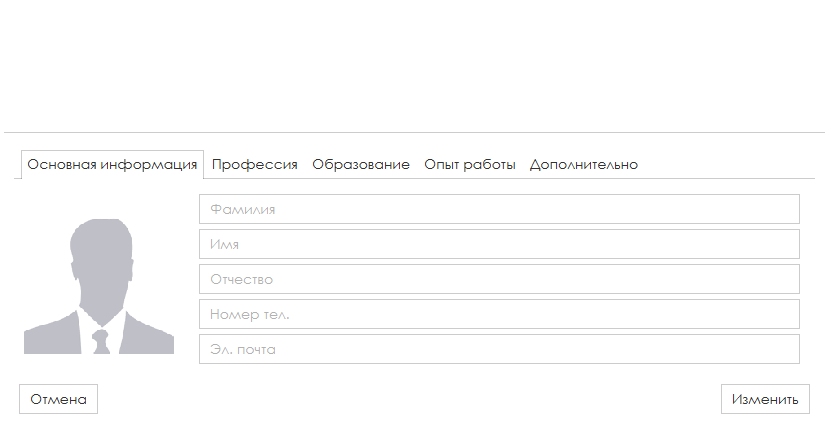 Основная информация Профессия Образование Опыт работы Дополнительно
Фамилия
Имя
Отчество
Номер тел.
Эл. почта
Отмена Изменить